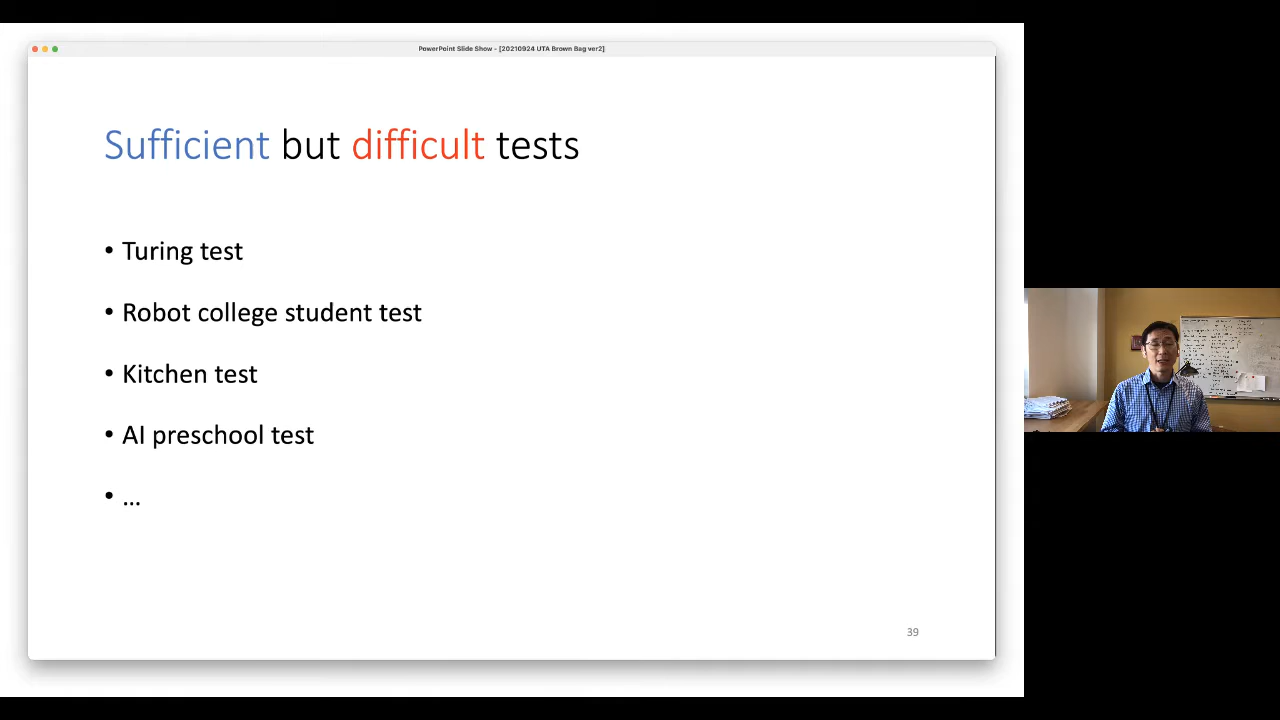 PowerPoint Slide Show - [20210924 UTA Brown Bag ver2]
Sufficient but difficult tests
• Turing test
• Robot college student test
• Kitchen test
• AI preschool test
• ...
39